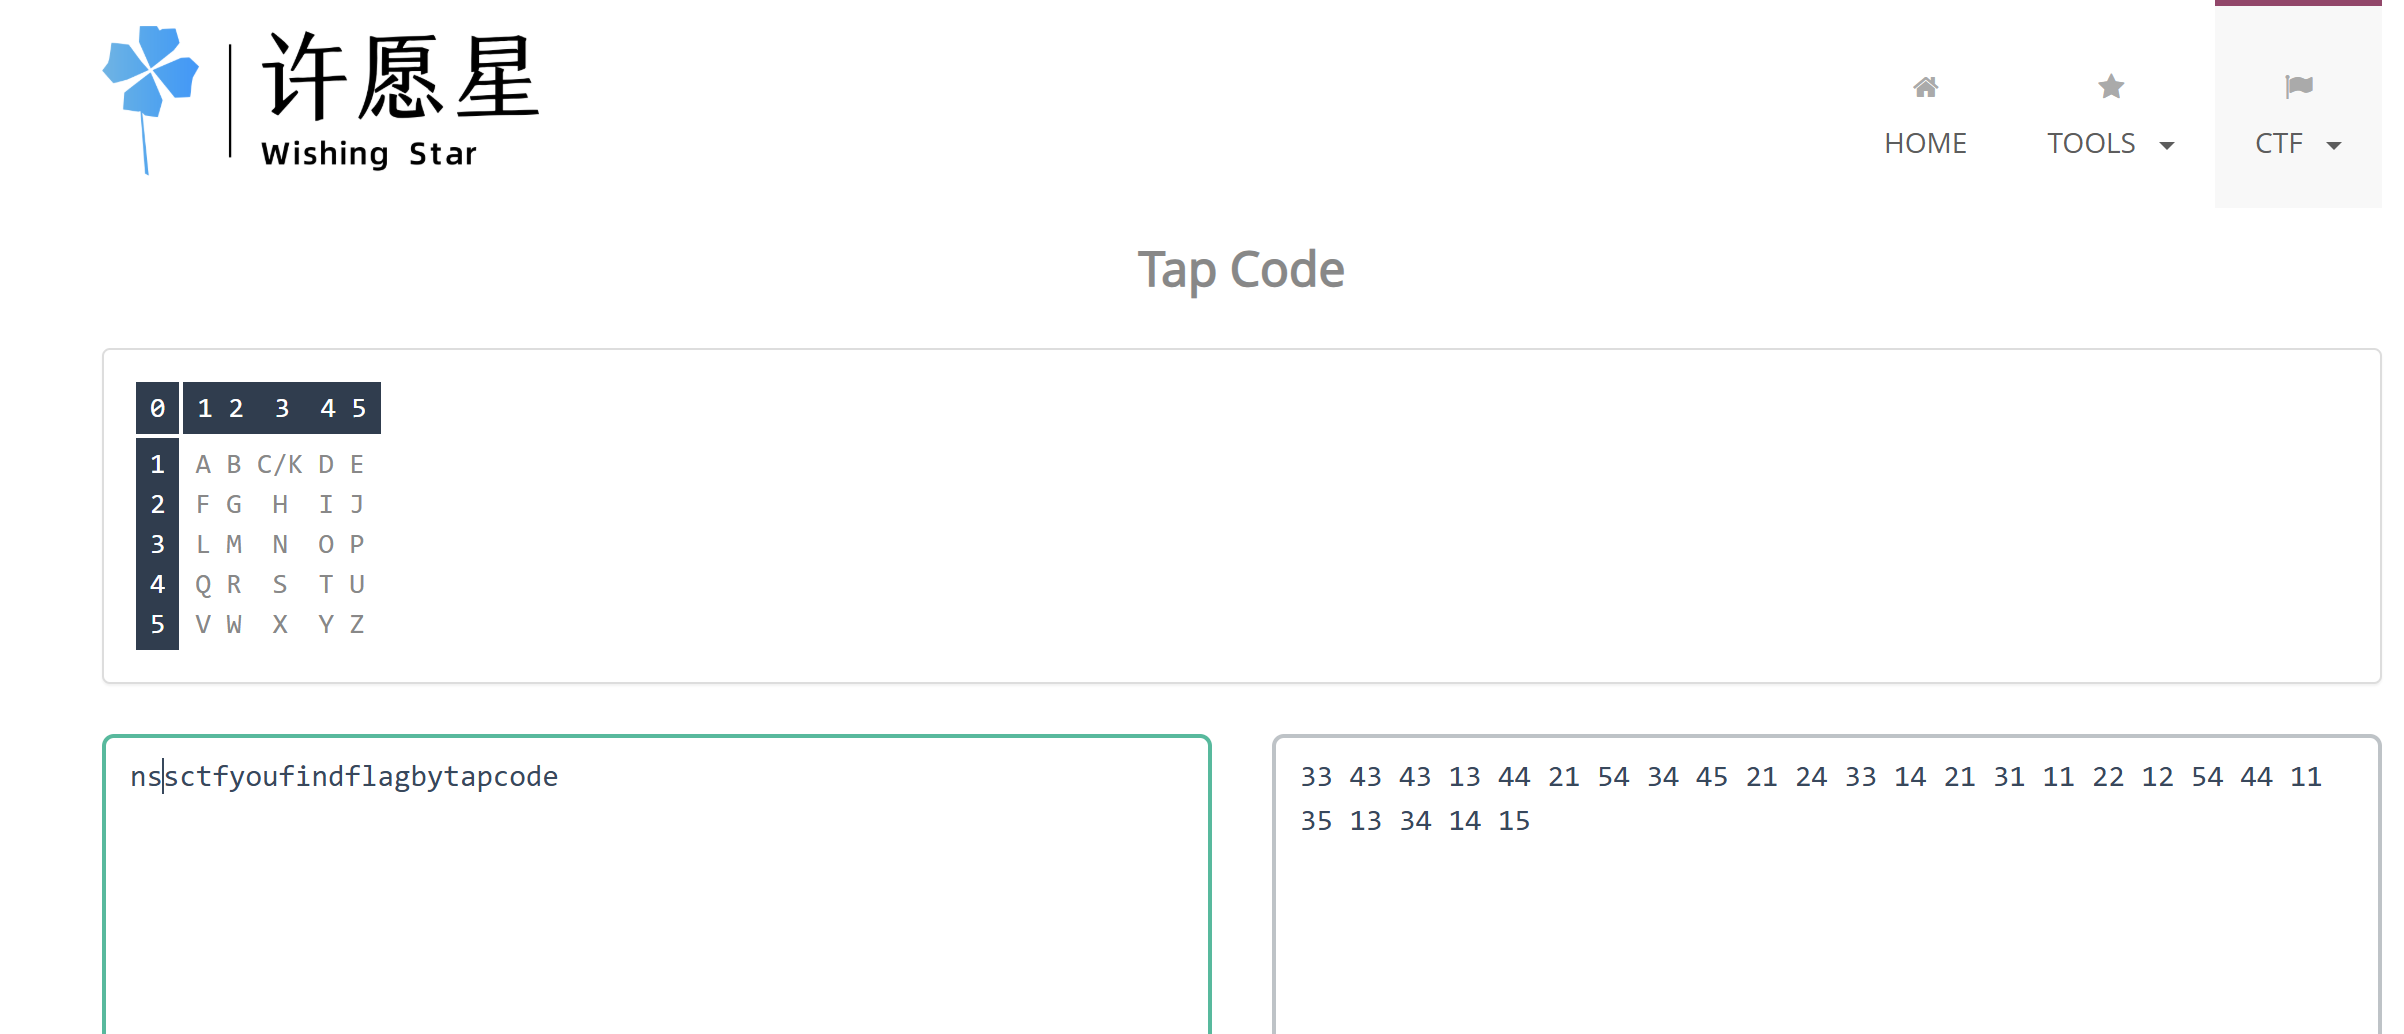 许愿星
Wishing Star
HOME
TOOLS
CTF
Tap Code
0 1 2 3 4 5
1 A B C/K D E
2 F G H I J
3 L M N O P
4 Q R S T U
5 V W X Y Z
nssctfyoufindflagbytapcode
33 43 43 13 44 21 54 34 45 21 24 33 14 21 31 11 22 12 54 44 11
35 13 34 14 15